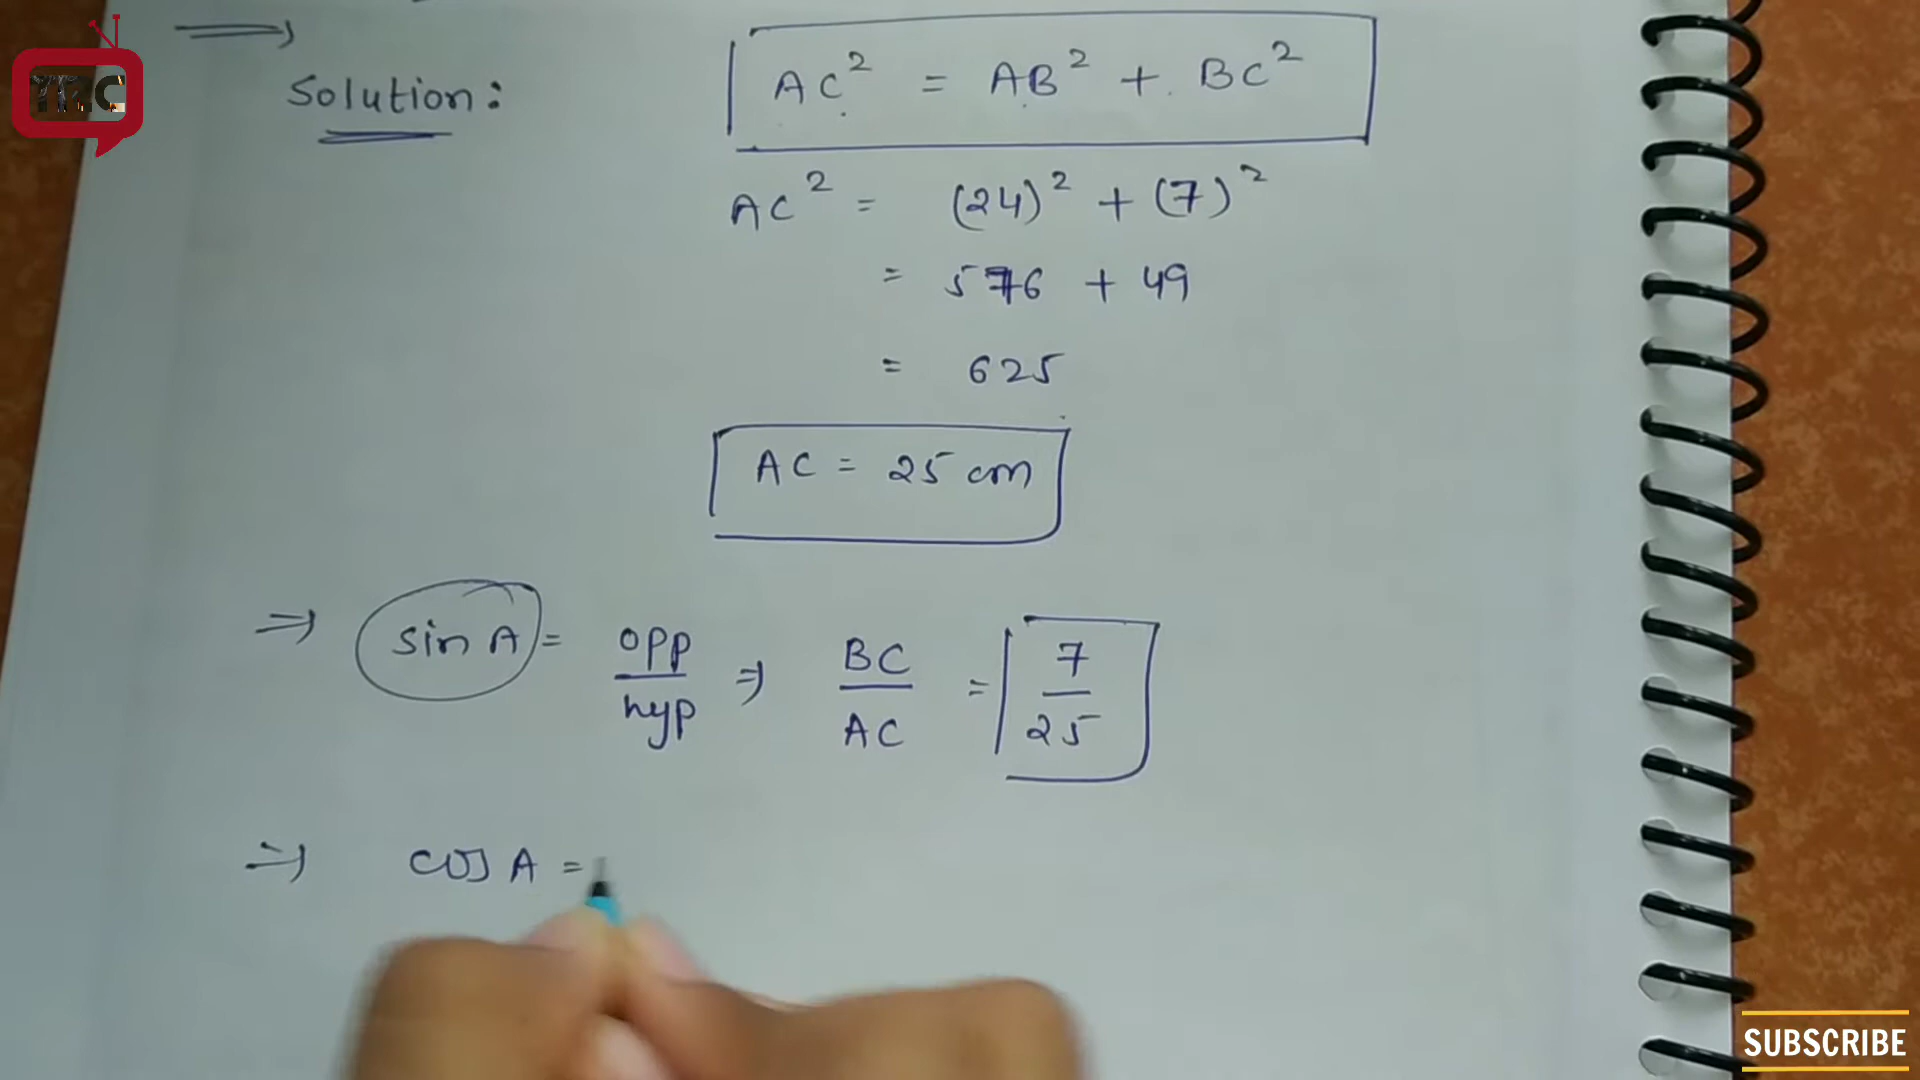 Solution:
AC² = AB² + BC²
AC² = (24)² + (7)²
= 576 + 49
= 625
AC = 25 cm
⇒ sin A = opp/hyp ⇒ BC/AC = 7/25
⇒ cos A =
SUBSCRIBE